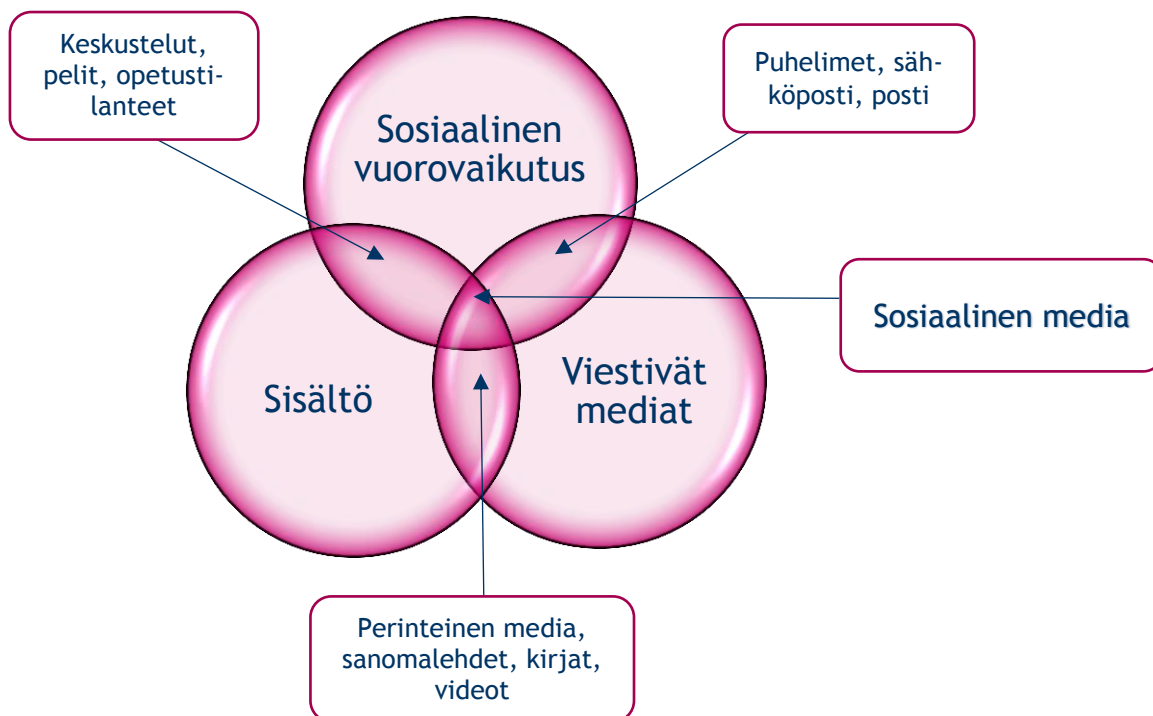 Keskustelut,
pelit, opetusti-
lanteet
Puhelimet, säh-
köposti, posti
Sosiaalinen
vuorovaikutus
Sosiaalinen media
Sisältö
Viestivät
mediat
Perinteinen media,
sanomalehdet, kirjat,
videot